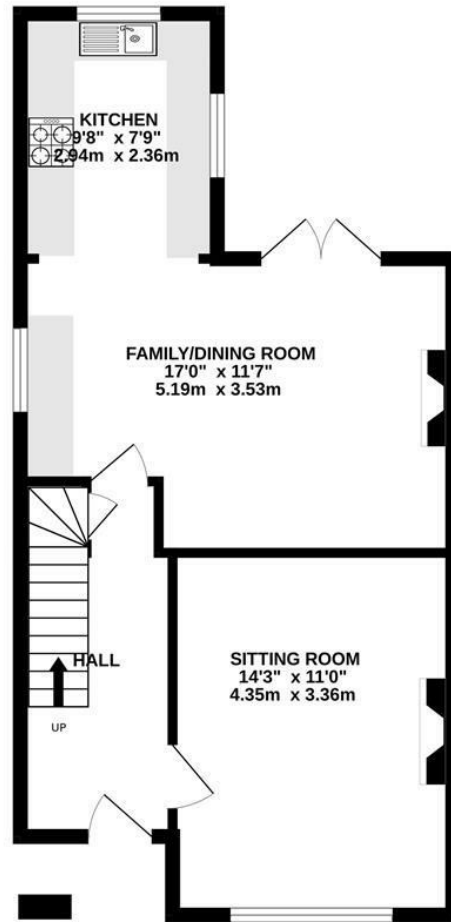 KITCHEN
9'8" x 7'9"
2.94m x 2.36m
FAMILY/DINING ROOM
17'0" x 11'7"
5.19m x 3.53m
HALL
UP
SITTING ROOM
14'3" x 11'0"
4.35m x 3.36m